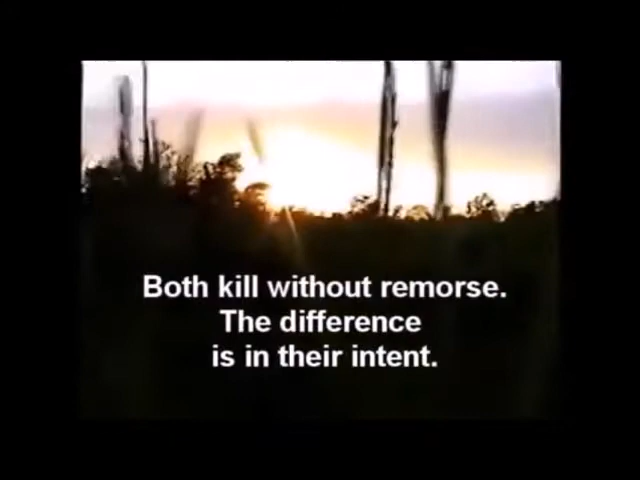 Both kill without remorse.
The difference
is in their intent.